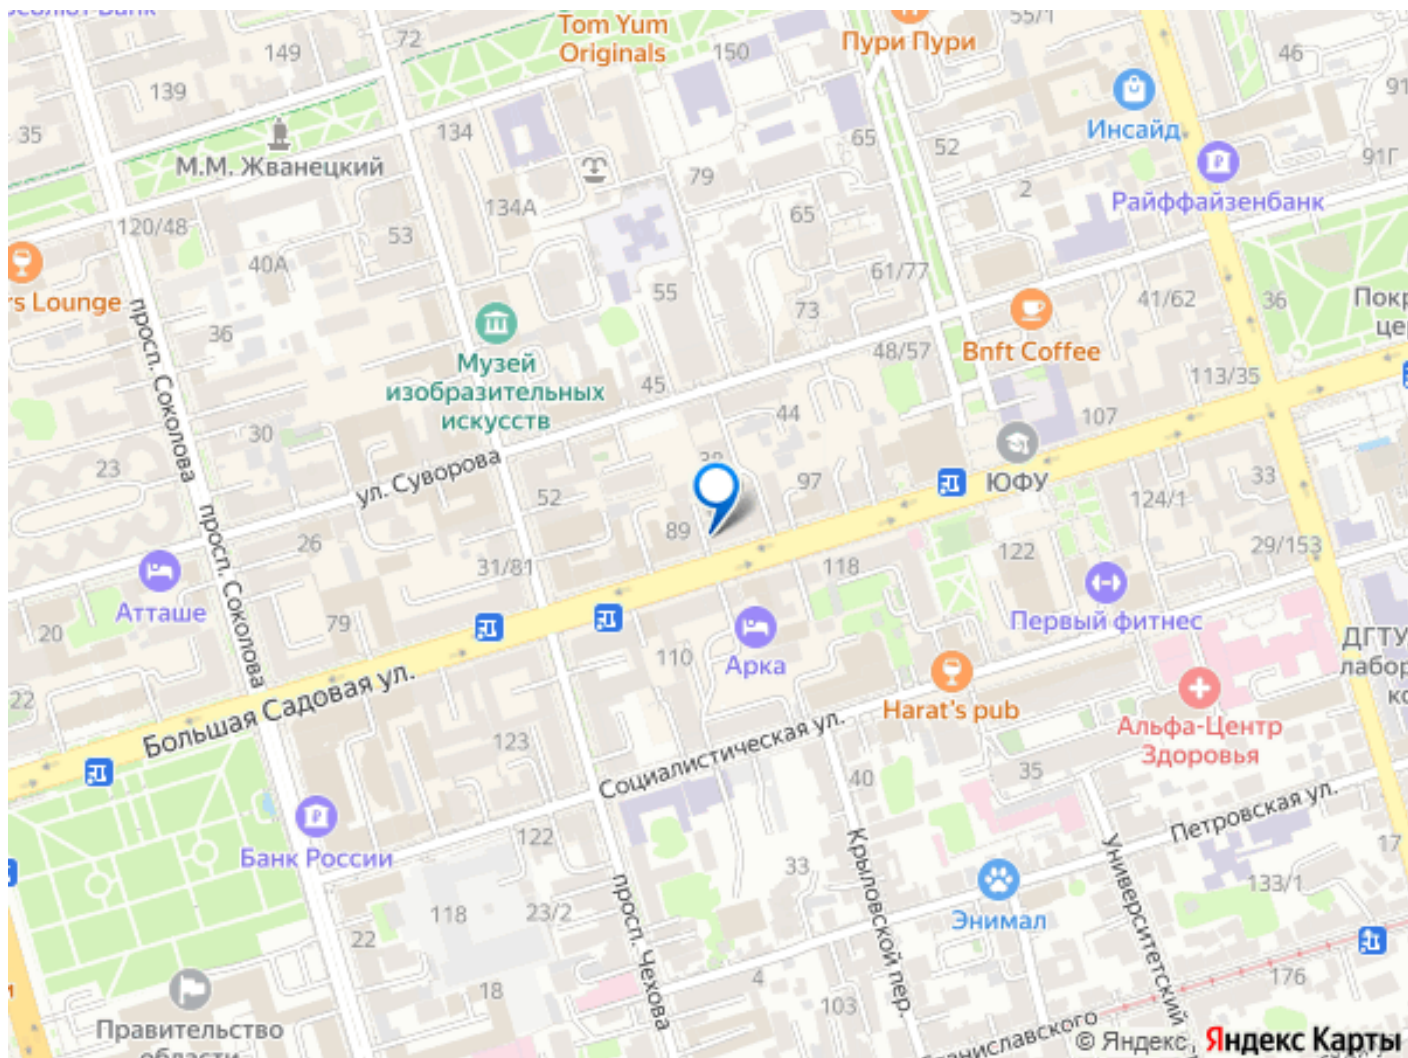 72
Tom Yum
Originals
149
150
Пури Пури
55/1
46
139
134
35
65
52
Инсайд
91Г
М.М. Жванецкий
79
2
Райффайзенбанк
134А
120/48
53
65
40А
61/77
55
41/62
36
rs Lounge
36
73
просп. Соколова
Музей
изобразительных
искусств
48/57
Bnft Coffee
45
113/35
44
107
30
23
ул. Суворова
52
97
ЮФУ
33
124/1
просп. Соколова
26
89
29/153
122
31/81
118
Атташе
20
79
Первый фитнес
110
Арка
ДГТУ
22
Большая Садовая ул.
Harat's pub
Альфа-Центр
Здоровья
123
Социалистическая ул.
40
35
Петровская ул.
122
17
Банк России
33
Крыловской пер.
133/1
118
23/2
Энимал
22
просп. Чехова
Университетский
4
18
103
176
Правительство
области
© Яндекс
Яндекс Карты